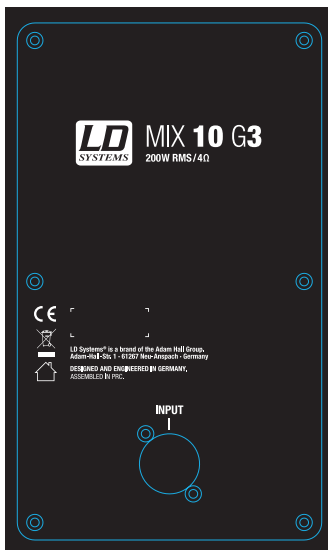 LD
SYSTEMS
MIX 10 G3
200W RMS/4Ω
CE
LD Systems® is a brand of the Adam Hall Group.
Adam-Hall-Str. 1 - 61267 Neu-Anspach - Germany
DESIGNED AND ENGINEERED IN GERMANY,
ASSEMBLED IN PRC.
INPUT